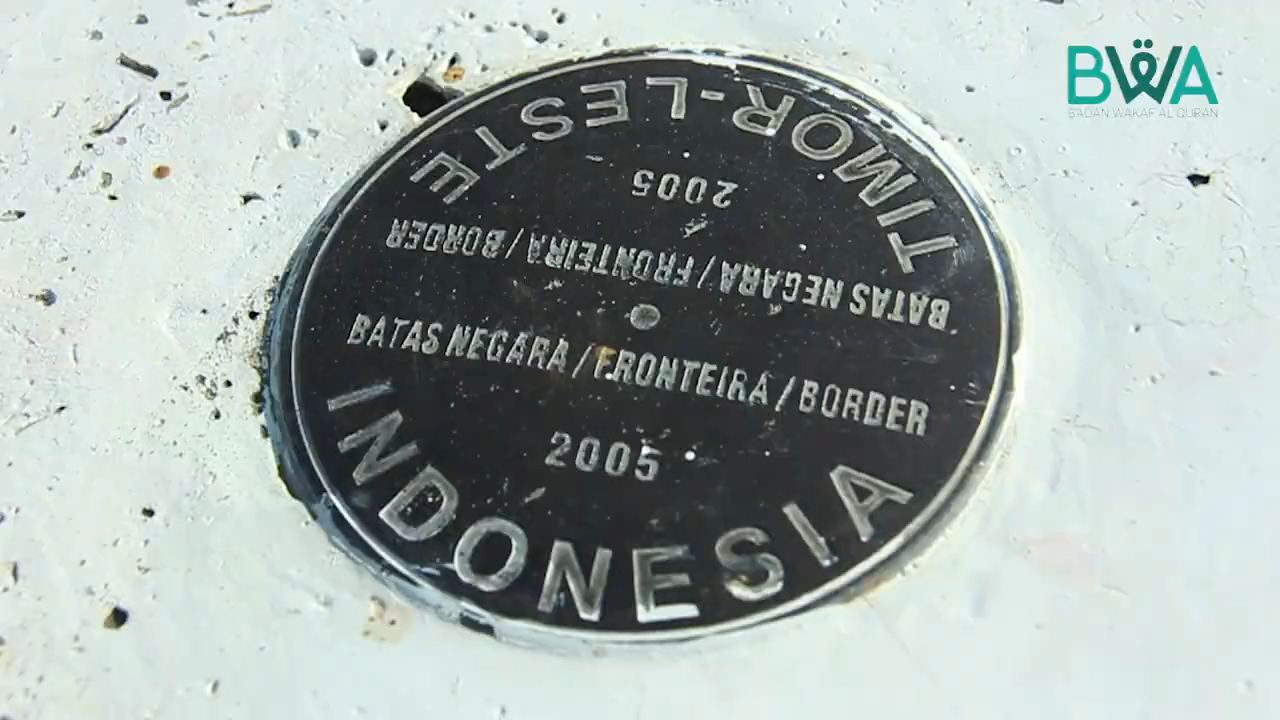 BWA
BADAN WAKAF AL QURAN
TIMOR-LESTE
2005
BATAS NEGARA / FRONTEIRA / BORDER
BATAS NEGARA / FRONTEIRA / BORDER
2005
INDONESIA